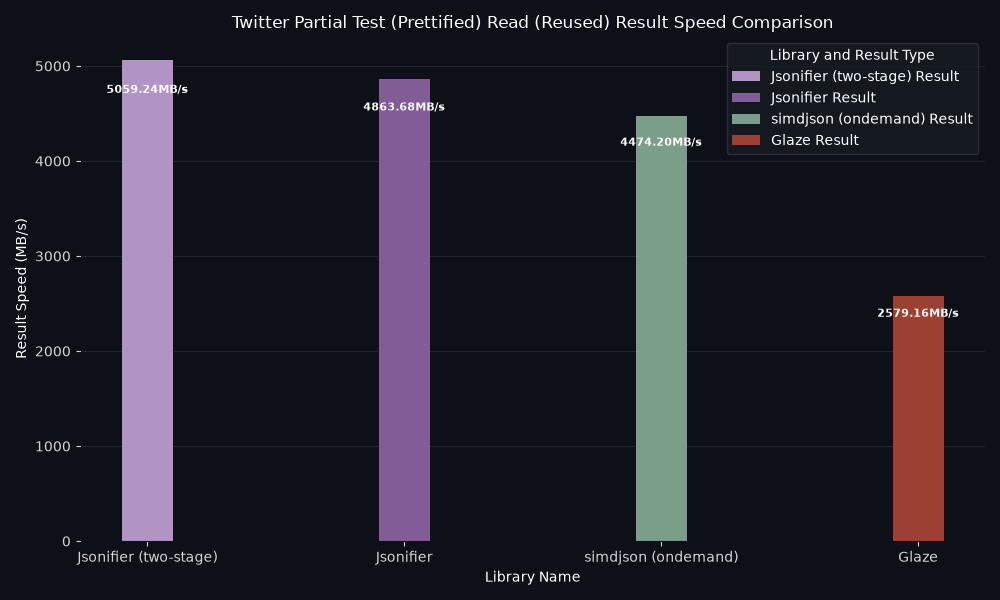 Twitter Partial Test (Prettified) Read (Reused) Result Speed Comparison
Library and Result Type
Jsonifier (two-stage) Result
Jsonifier Result
simdjson (ondemand) Result
Glaze Result
Result Speed (MB/s)
5000
4000
3000
2000
1000
0
5059.24MB/s
4863.68MB/s
4474.20MB/s
2579.16MB/s
Jsonifier (two-stage)
Jsonifier
simdjson (ondemand)
Glaze
Library Name